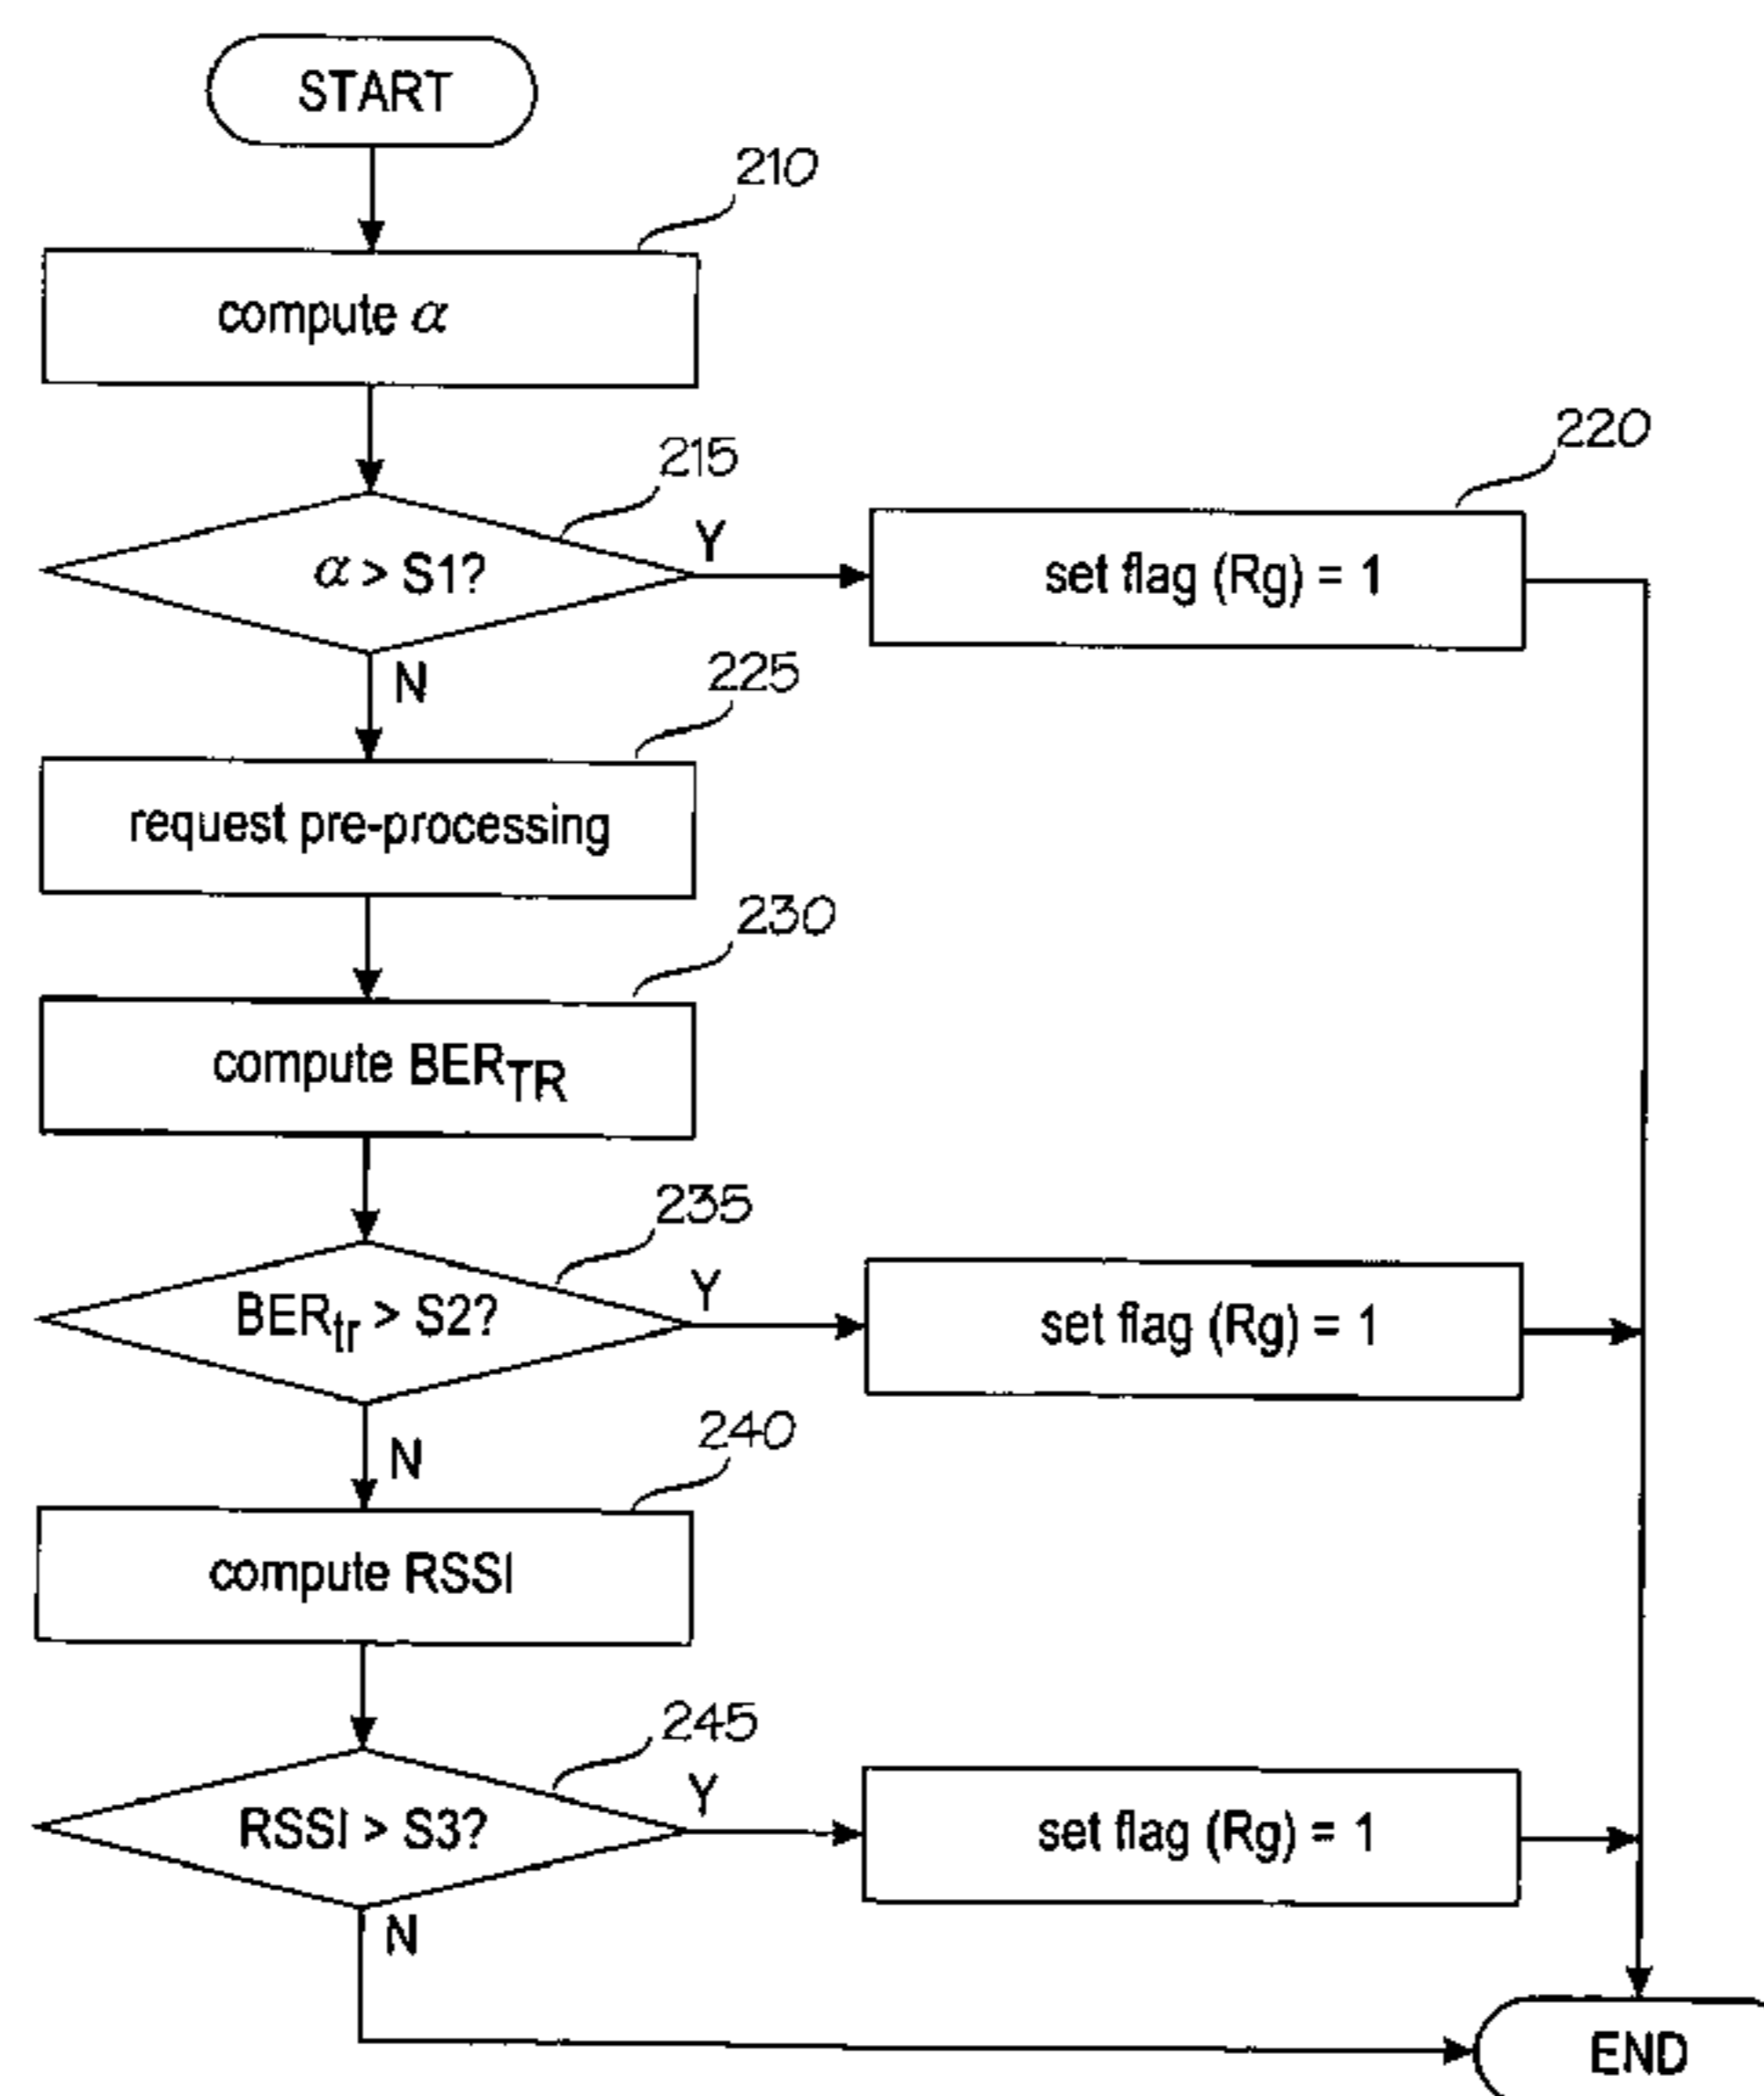 START
210
compute α
215
220
α > S1?
Y
set flag (Rg) = 1
N
225
request pre-processing
230
compute BER_TR
235
BER_tr > S2?
Y
set flag (Rg) = 1
N
240
compute RSSI
245
RSSI > S3?
Y
set flag (Rg) = 1
N
END